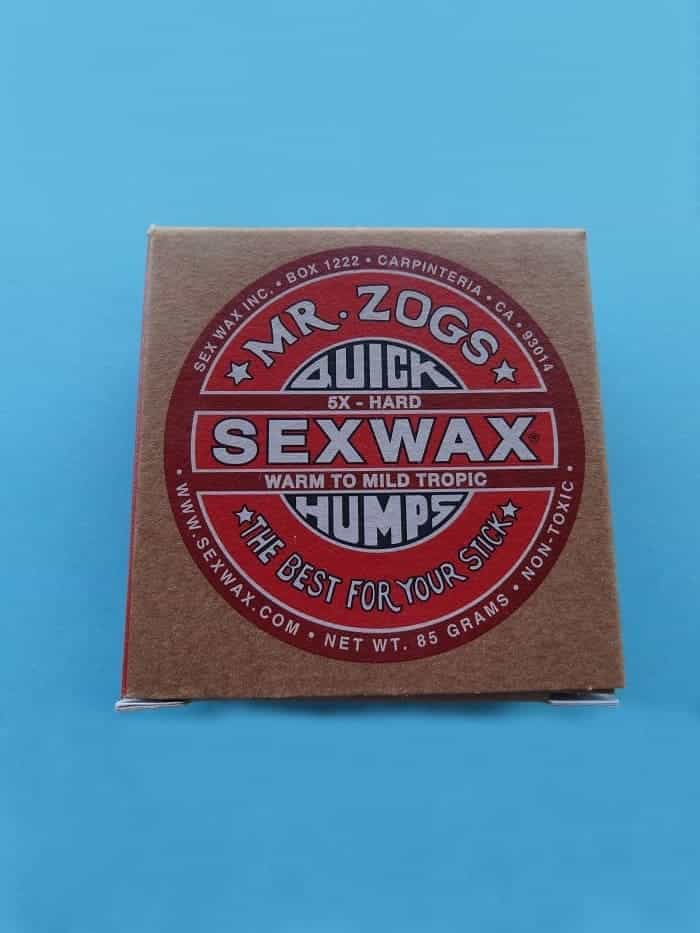 SEX WAX INC. • BOX 1222 • CARPINTERIA • CA • 93014
MR. ZOGS
QUICK
5X - HARD
SEXWAX®
WARM TO MILD TROPIC
HUMPS
THE BEST FOR YOUR STICK
• WWW.SEXWAX.COM • NET WT. 85 GRAMS • NON-TOXIC •